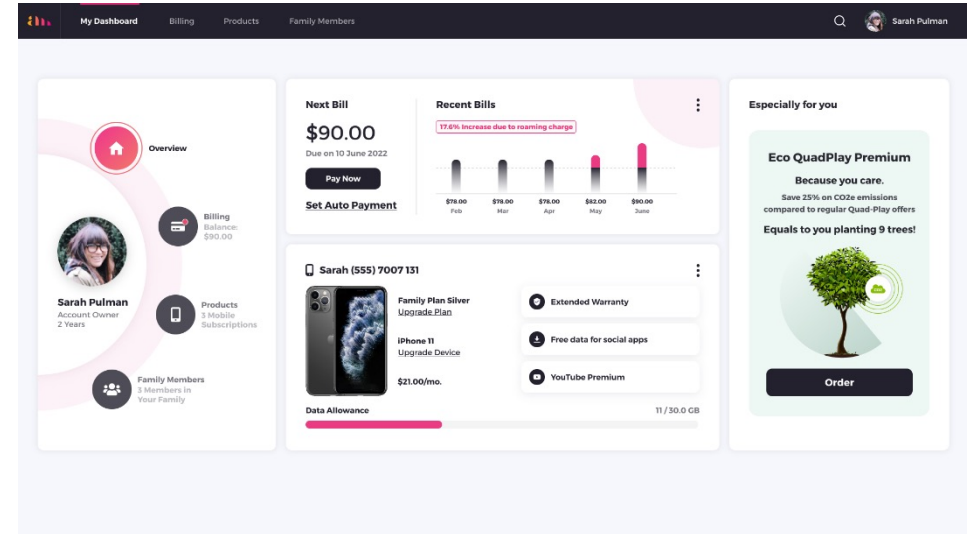 My Dashboard
Billing
Products
Family Members
Sarah Pulman
Overview
Billing
Balance:
$90.00
Sarah Pulman
Account Owner
2 Years
Products
3 Mobile
Subscriptions
Family Members
3 Members in
Your Family
Next Bill
$90.00
Due on 10 June 2022
Pay Now
Set Auto Payment
Recent Bills
17.6% Increase due to roaming charge
$78.00 $78.00 $78.00 $82.00 $90.00
Feb Mar Apr May June
Sarah (555) 7007 131
Family Plan Silver
Upgrade Plan
iPhone 11
Upgrade Device
$21.00/mo.
Extended Warranty
Free data for social apps
YouTube Premium
Data Allowance
11 / 30.0 GB
Especially for you
Eco QuadPlay Premium
Because you care.
Save 25% on CO2e emissions
compared to regular Quad-Play offers
Equals to you planting 9 trees!
Order